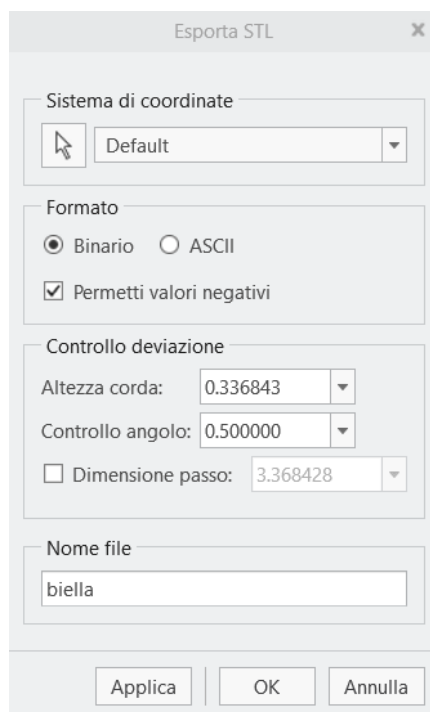 Esporta STL
Sistema di coordinate
Default
Formato
Binario ASCII
Permetti valori negativi
Controllo deviazione
Altezza corda: 0.336843
Controllo angolo: 0.500000
Dimensione passo: 3.368428
Nome file
biella
Applica OK Annulla